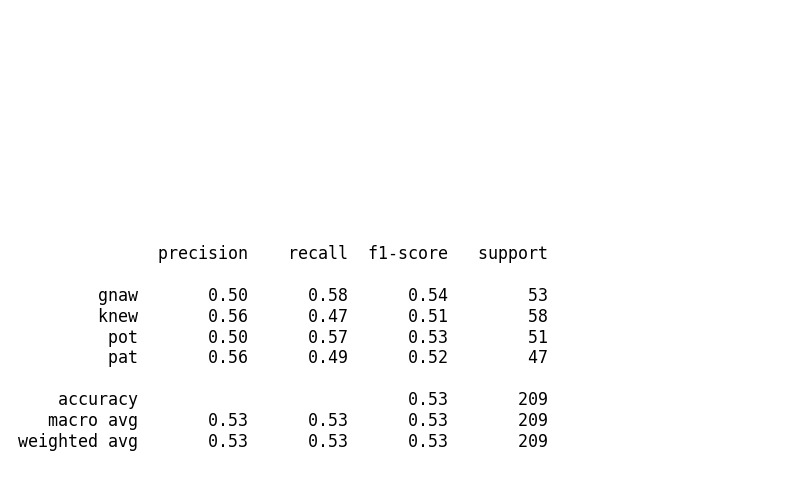 precision recall f1-score support
gnaw 0.50 0.58 0.54 53
knew 0.56 0.47 0.51 58
pot 0.50 0.57 0.53 51
pat 0.56 0.49 0.52 47
accuracy 0.53 209
macro avg 0.53 0.53 0.53 209
weighted avg 0.53 0.53 0.53 209